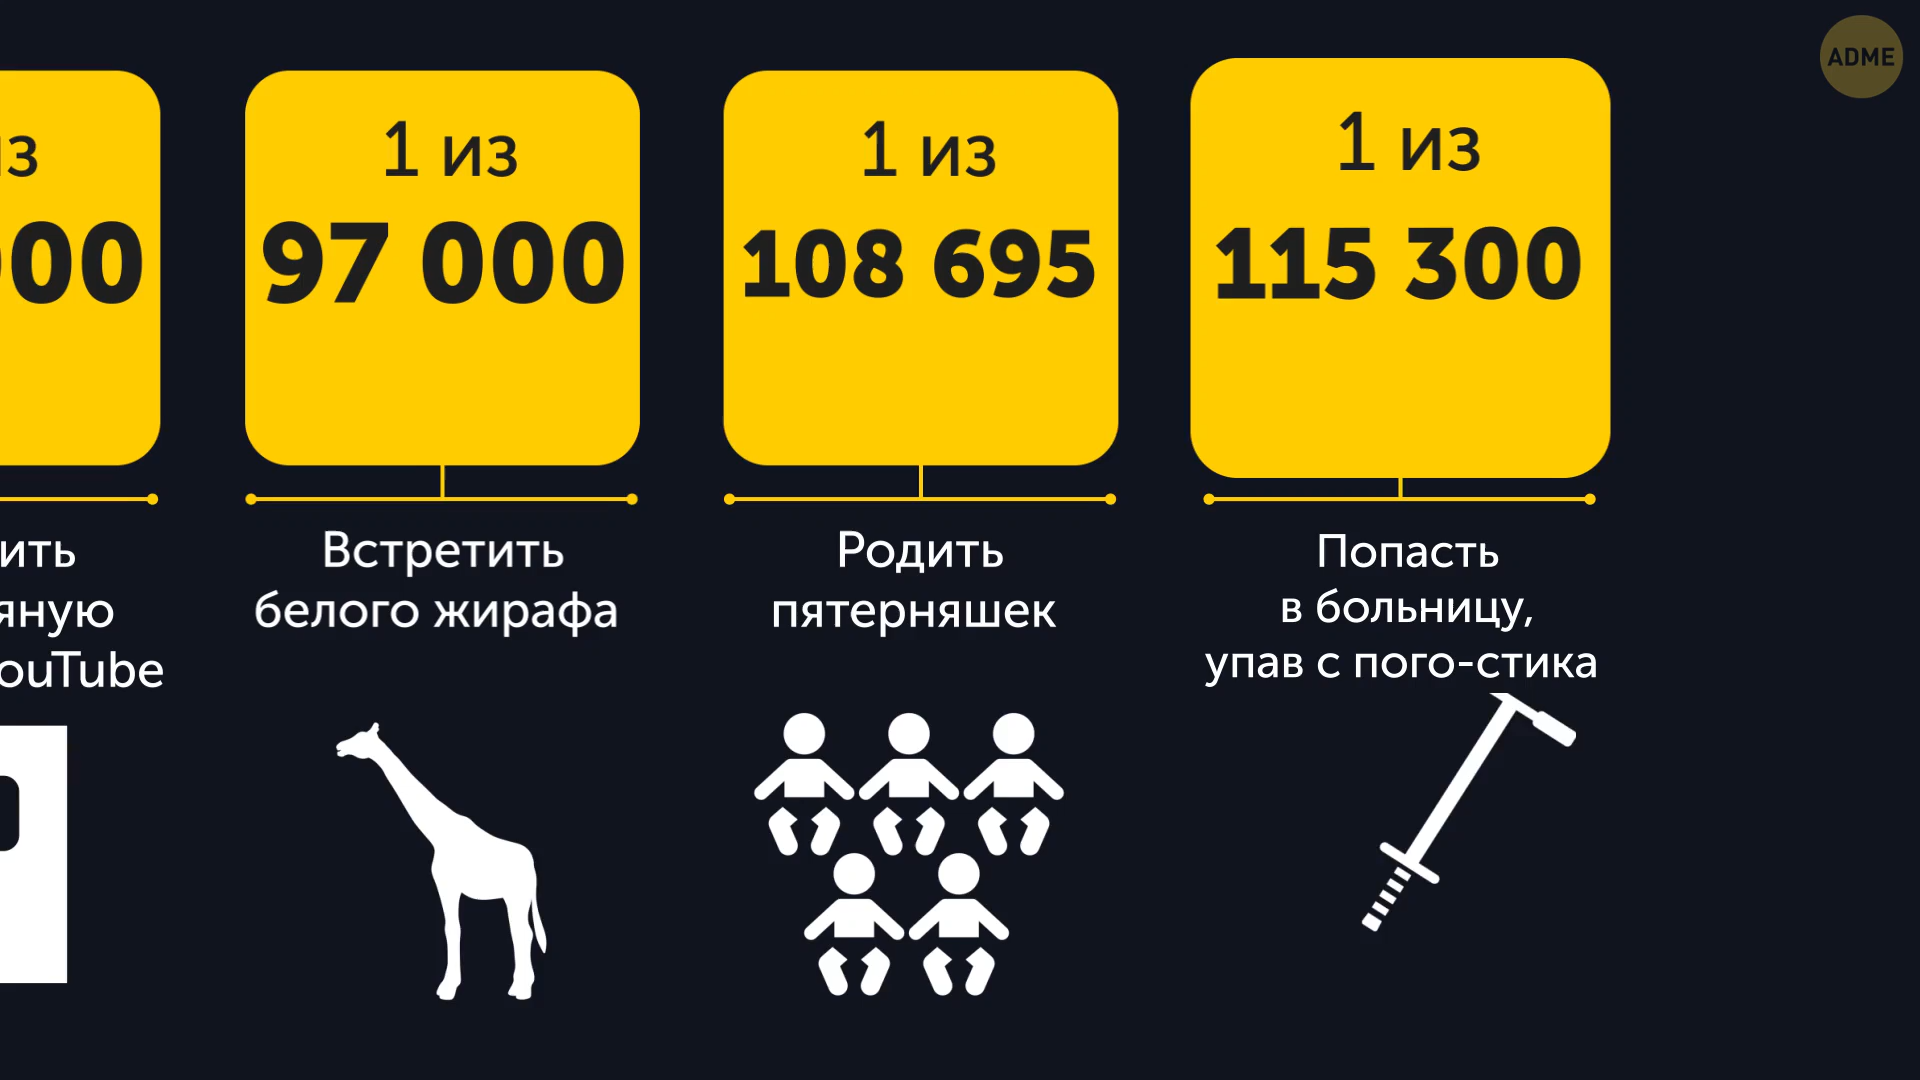 1 из
97 000
Встретить
белого жирафа
1 из
108 695
Родить
пятерняшек
1 из
115 300
Попасть
в больницу,
упав с пого-стика
ADME